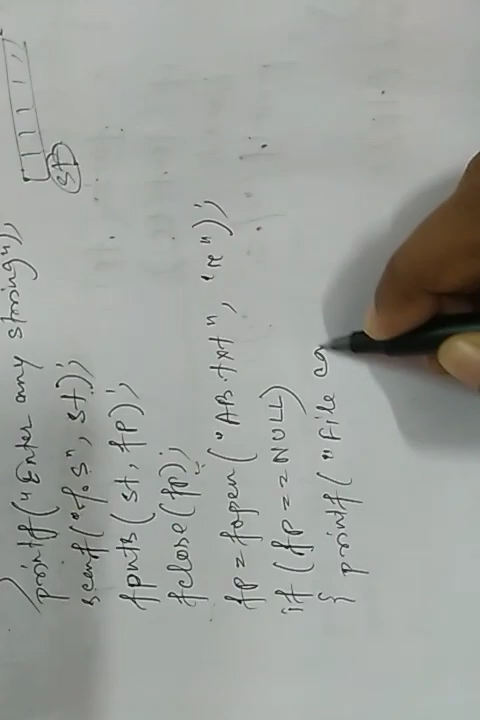 printf("Enter any string");
scanf("%s", st);
fputs(st, fp);
fclose(fp);
fp = fopen("AB.txt", "r");
if (fp == NULL)
{ printf("File ca
st